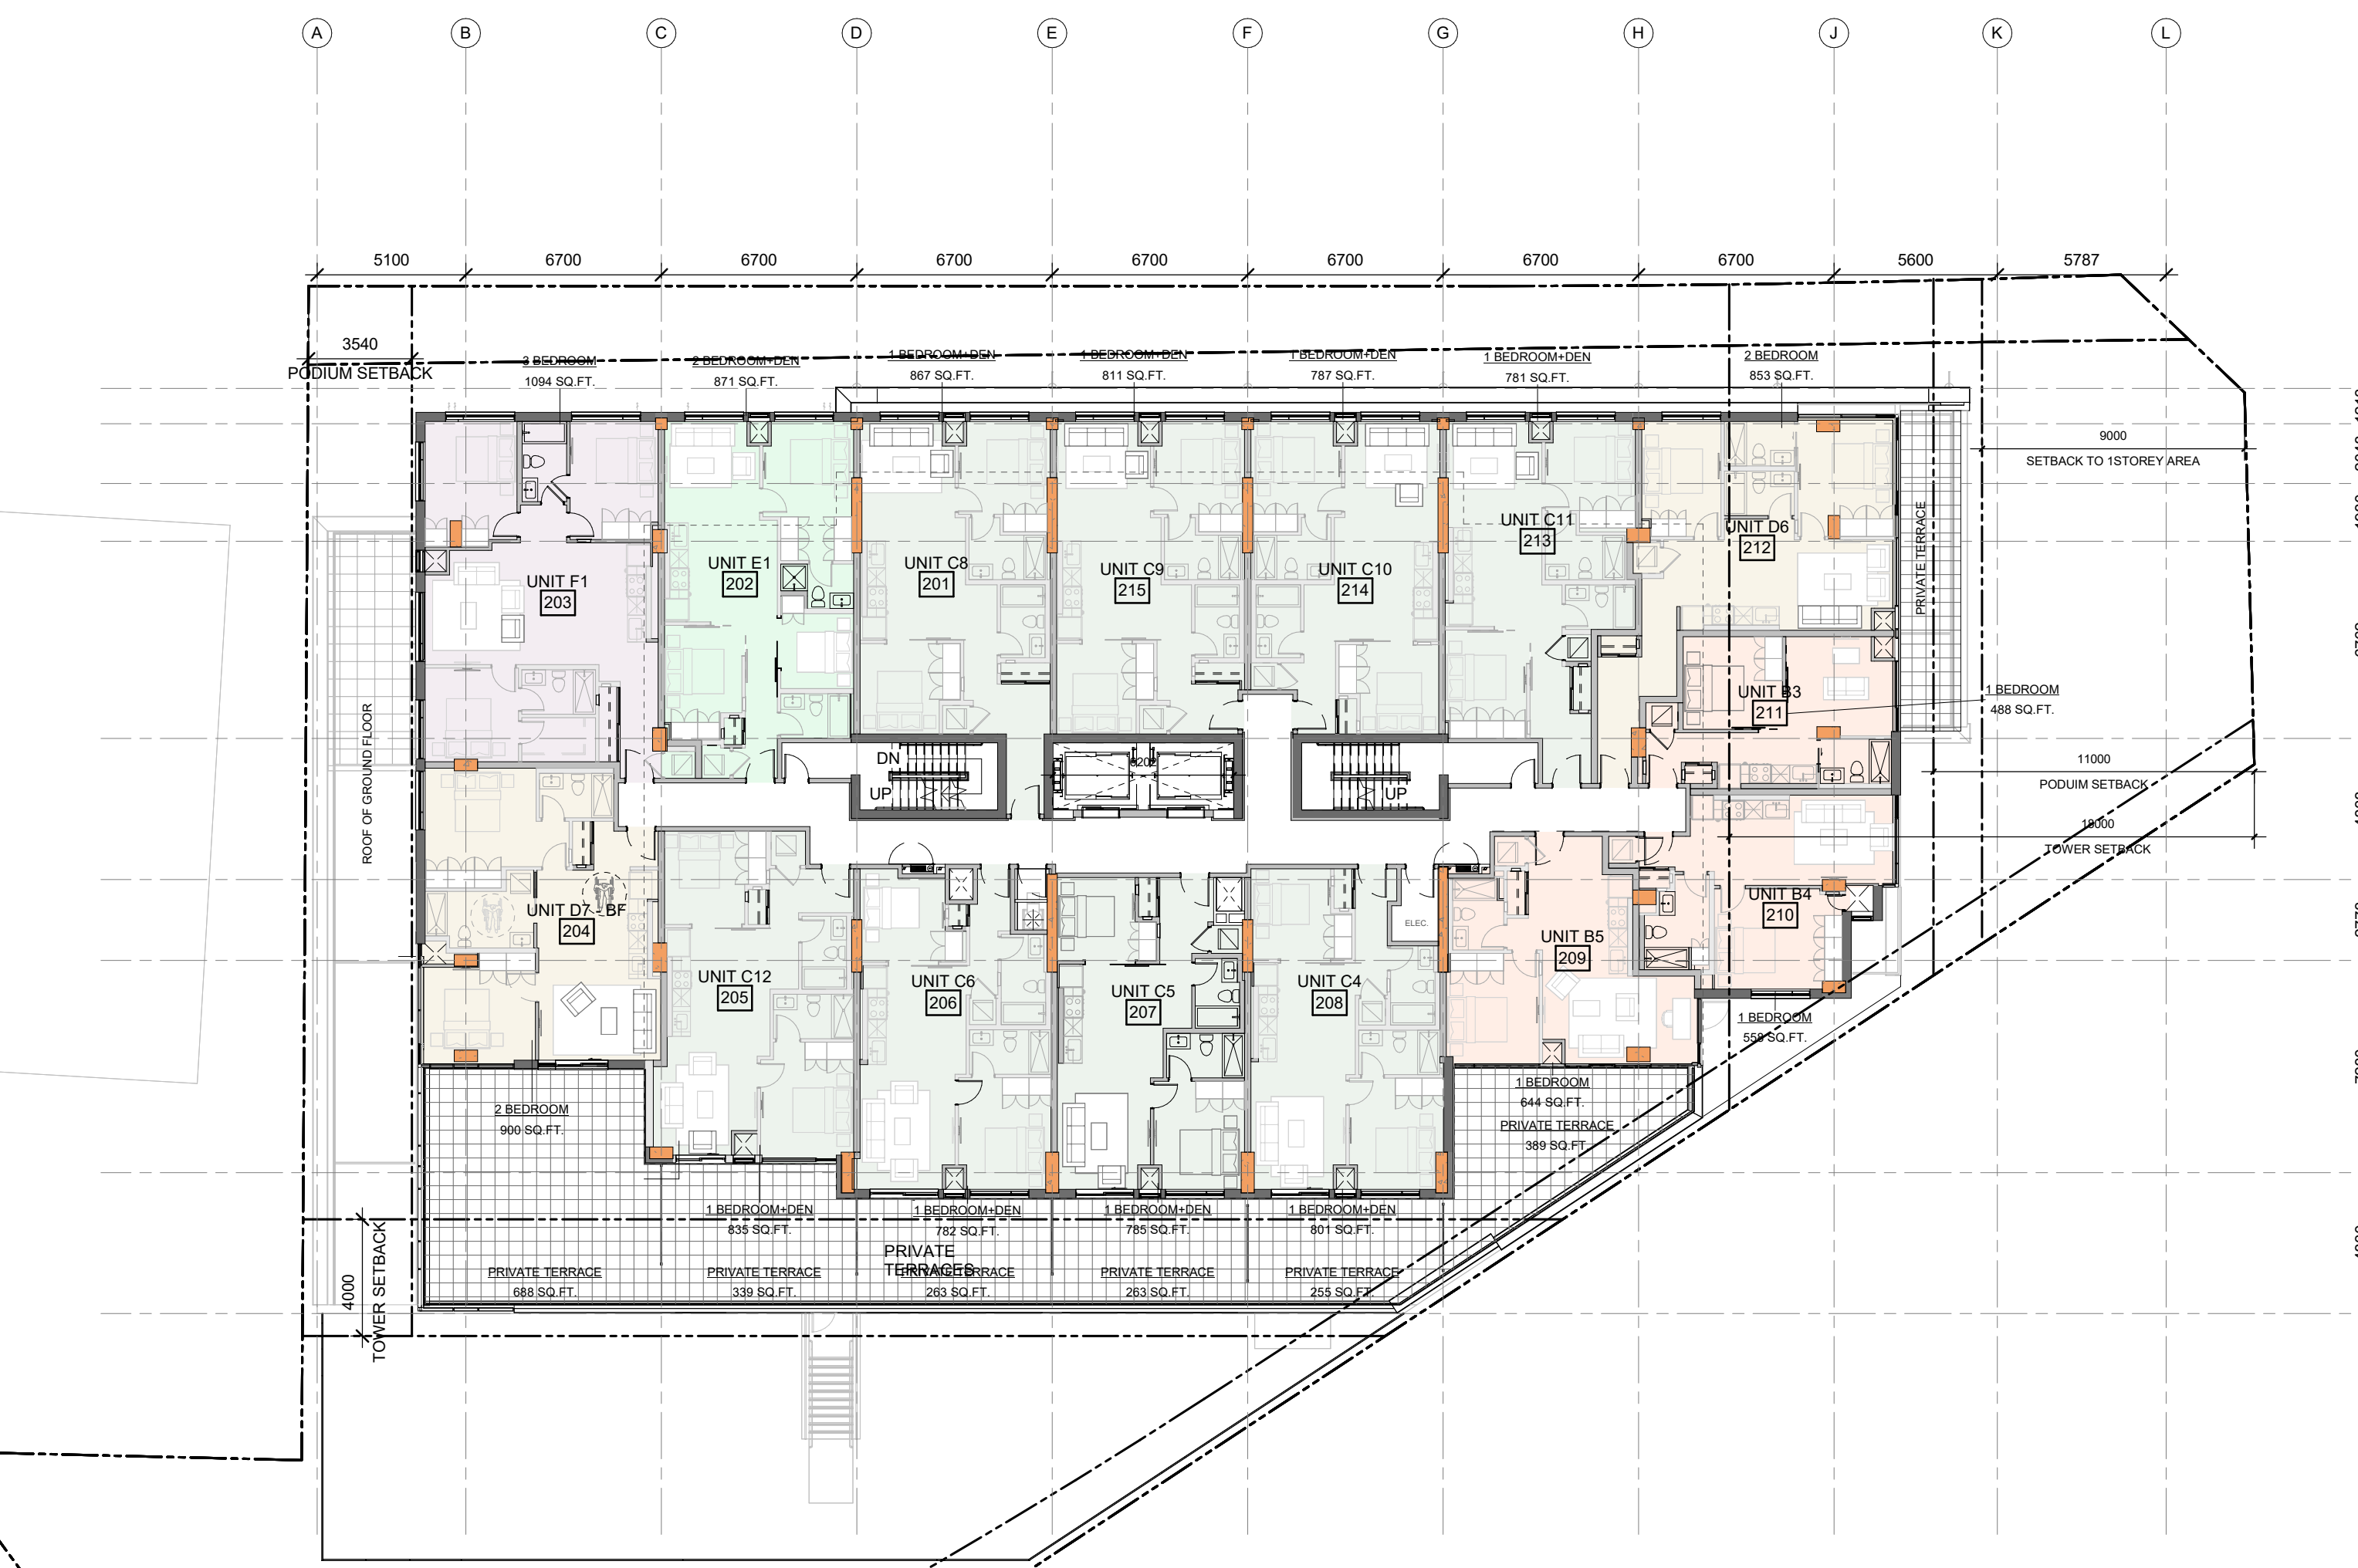 A B C D E F G H J K L
5100 6700 6700 6700 6700 6700 6700 6700 5600 5787
3540
PODIUM SETBACK
3 BEDROOM
1094 SQ.FT.
2 BEDROOM+DEN
871 SQ.FT.
1 BEDROOM+DEN
867 SQ.FT.
1 BEDROOM+DEN
811 SQ.FT.
1 BEDROOM+DEN
787 SQ.FT.
1 BEDROOM+DEN
781 SQ.FT.
2 BEDROOM
853 SQ.FT.
9000
SETBACK TO 1STOREY AREA
PRIVATE TERRACE
UNIT F1
203
UNIT E1
202
UNIT C8
201
UNIT C9
215
UNIT C10
214
UNIT C11
213
UNIT D6
212
UNIT B3
211
1 BEDROOM
488 SQ.FT.
ROOF OF GROUND FLOOR
DN
UP
UP
11000
PODUIM SETBACK
18000
TOWER SETBACK
UNIT D7 - BF
204
UNIT C12
205
UNIT C6
206
UNIT C5
207
UNIT C4
208
ELEC.
UNIT B5
209
UNIT B4
210
1 BEDROOM
559 SQ.FT.
2 BEDROOM
900 SQ.FT.
1 BEDROOM
644 SQ.FT.
PRIVATE TERRACE
389 SQ.FT
1 BEDROOM+DEN
835 SQ.FT.
1 BEDROOM+DEN
782 SQ.FT.
1 BEDROOM+DEN
785 SQ.FT.
1 BEDROOM+DEN
801 SQ.FT.
PRIVATE
TERRACES
PRIVATE TERRACE
688 SQ.FT.
PRIVATE TERRACE
339 SQ.FT.
PRIVATE TERRACE
263 SQ.FT.
PRIVATE TERRACE
263 SQ.FT.
PRIVATE TERRACE
255 SQ.FT.
4000
TOWER SETBACK